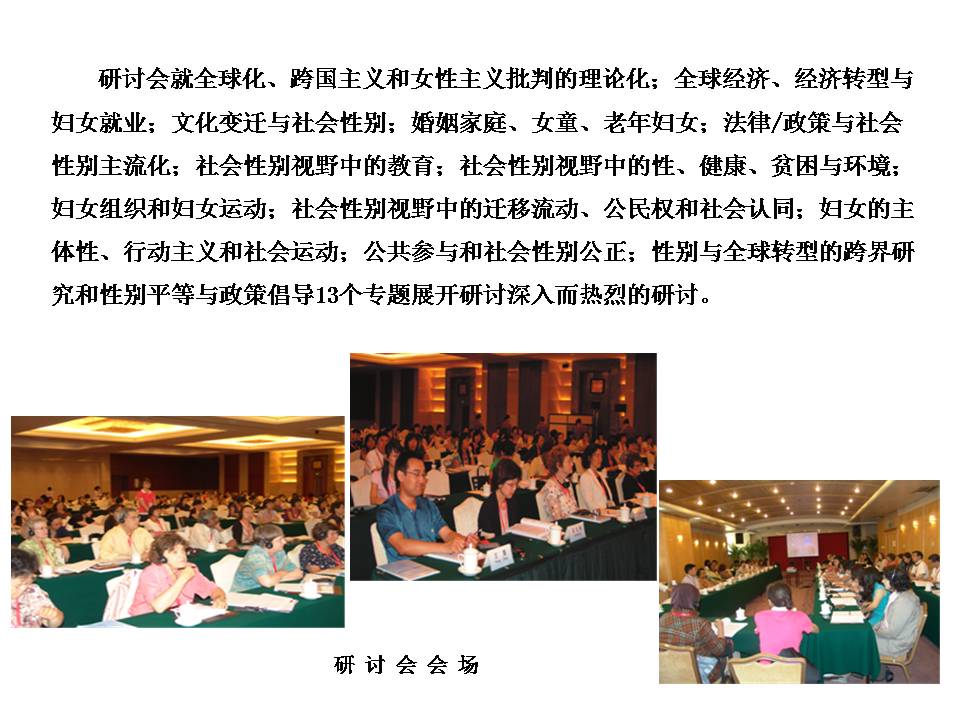 研讨会就全球化、跨国主义和女性主义批判的理论化；全球经济、经济转型与
妇女就业；文化变迁与社会性别；婚姻家庭、女童、老年妇女；法律/政策与社会
性别主流化；社会性别视野中的教育；社会性别视野中的性、健康、贫困与环境；
妇女组织和妇女运动；社会性别视野中的迁移流动、公民权和社会认同；妇女的主
体性、行动主义和社会运动；公共参与和社会性别公正；性别与全球转型的跨界研
究和性别平等与政策倡导13个专题展开研讨深入而热烈的研讨。
研 讨 会 会 场